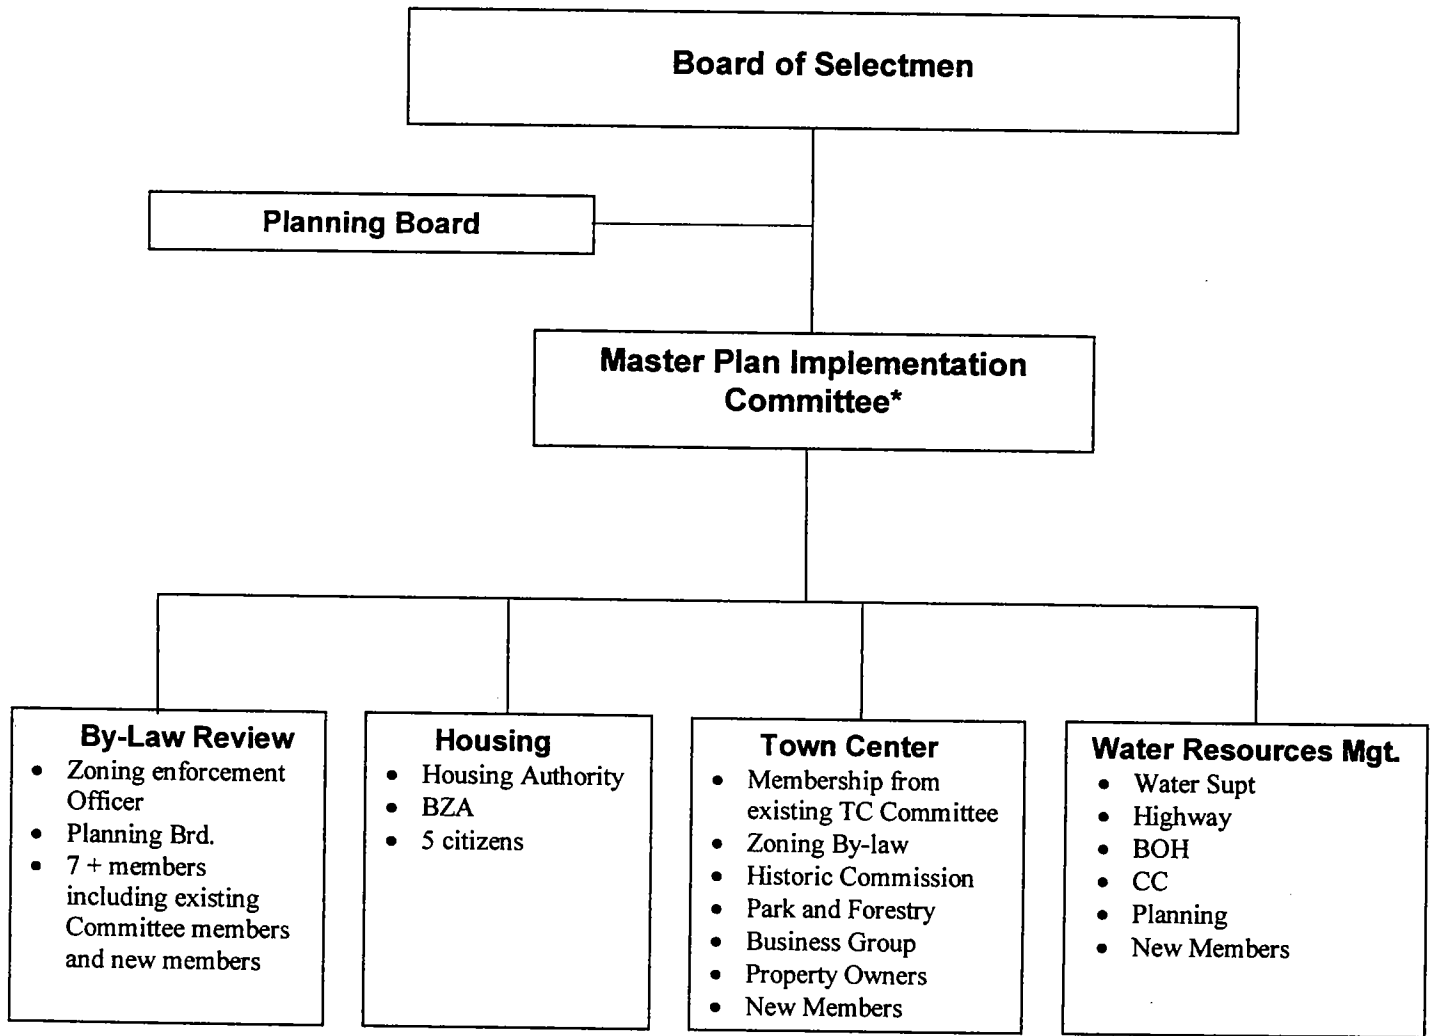 Board of Selectmen
Planning Board
Master Plan Implementation
Committee*
By-Law Review
• Zoning enforcement
Officer
• Planning Brd.
• 7 + members
including existing
Committee members
and new members
Housing
• Housing Authority
• BZA
• 5 citizens
Town Center
• Membership from
existing TC Committee
• Zoning By-law
• Historic Commission
• Park and Forestry
• Business Group
• Property Owners
• New Members
Water Resources Mgt.
• Water Supt
• Highway
• BOH
• CC
• Planning
• New Members